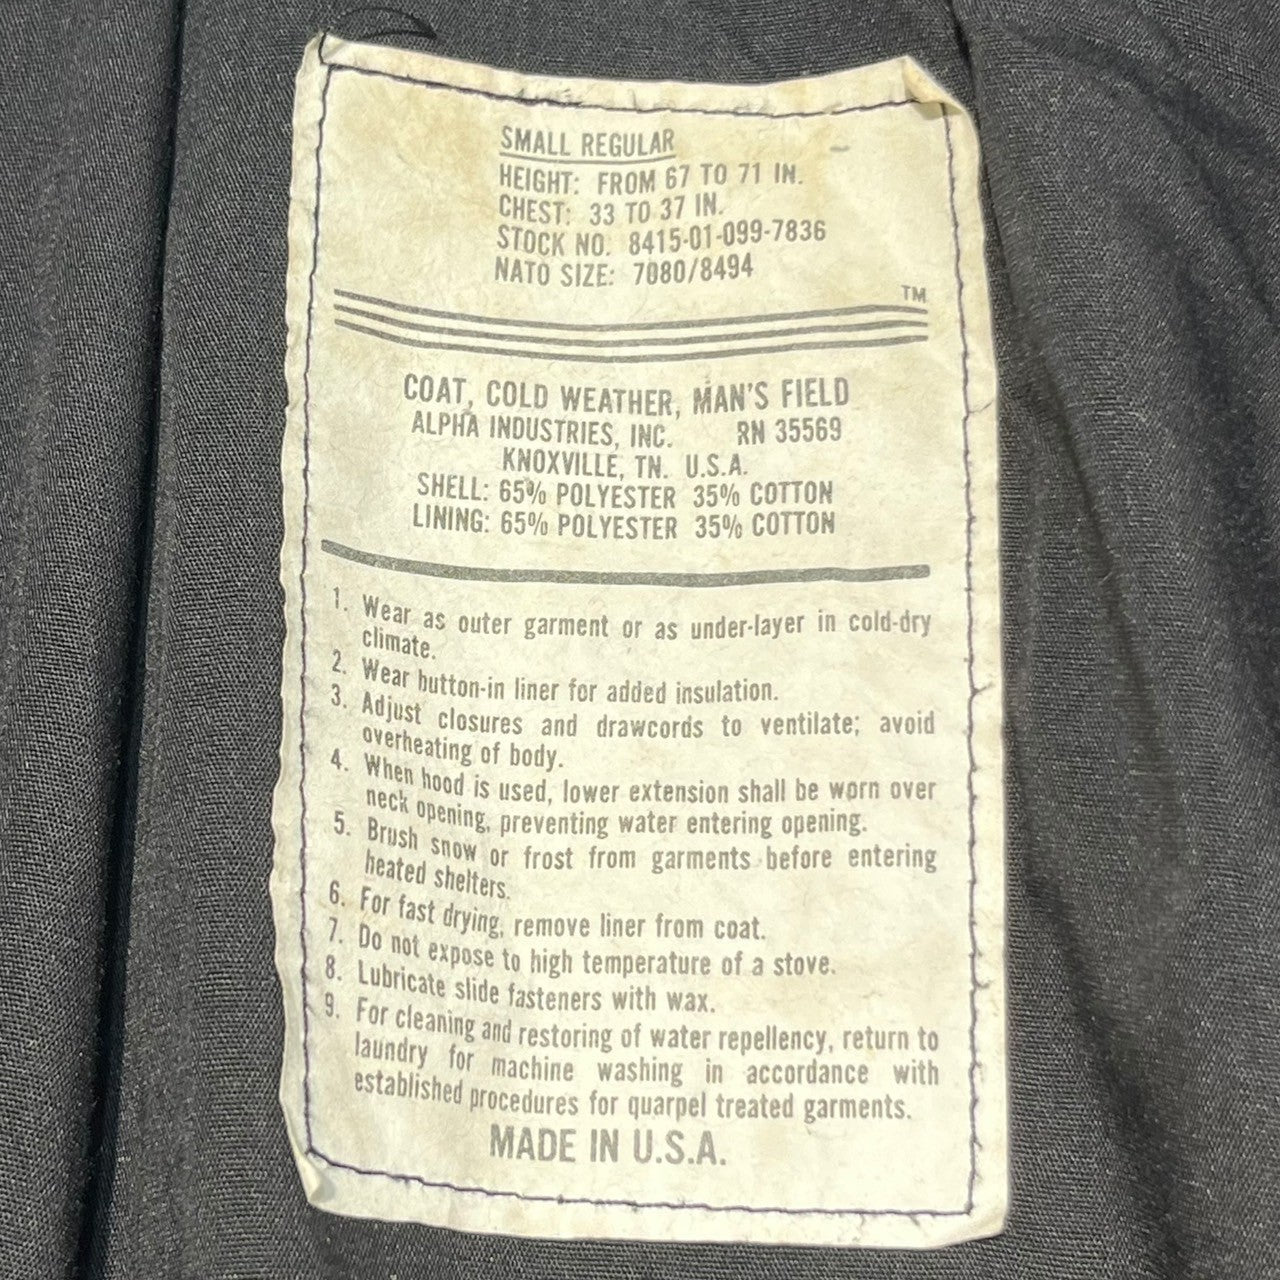 SMALL REGULAR
HEIGHT: FROM 67 TO 71 IN.
CHEST: 33 TO 37 IN.
STOCK NO. 8415-01-099-7836
NATO SIZE: 7080/8494
TM
COAT, COLD WEATHER, MAN'S FIELD
ALPHA INDUSTRIES, INC. RN 35569
KNOXVILLE, TN. U.S.A.
SHELL: 65% POLYESTER 35% COTTON
LINING: 65% POLYESTER 35% COTTON
1. Wear as outer garment or as under-layer in cold-dry
climate.
2. Wear button-in liner for added insulation.
3. Adjust closures and drawcords to ventilate; avoid
overheating of body.
4. When hood is used, lower extension shall be worn over
neck opening, preventing water entering opening.
5. Brush snow or frost from garments before entering
heated shelters.
6. For fast drying, remove liner from coat.
7. Do not expose to high temperature of a stove.
8. Lubricate slide fasteners with wax.
9. For cleaning and restoring of water repellency, return to
laundry for machine washing in accordance with
established procedures for quarpel treated garments.
MADE IN U.S.A.